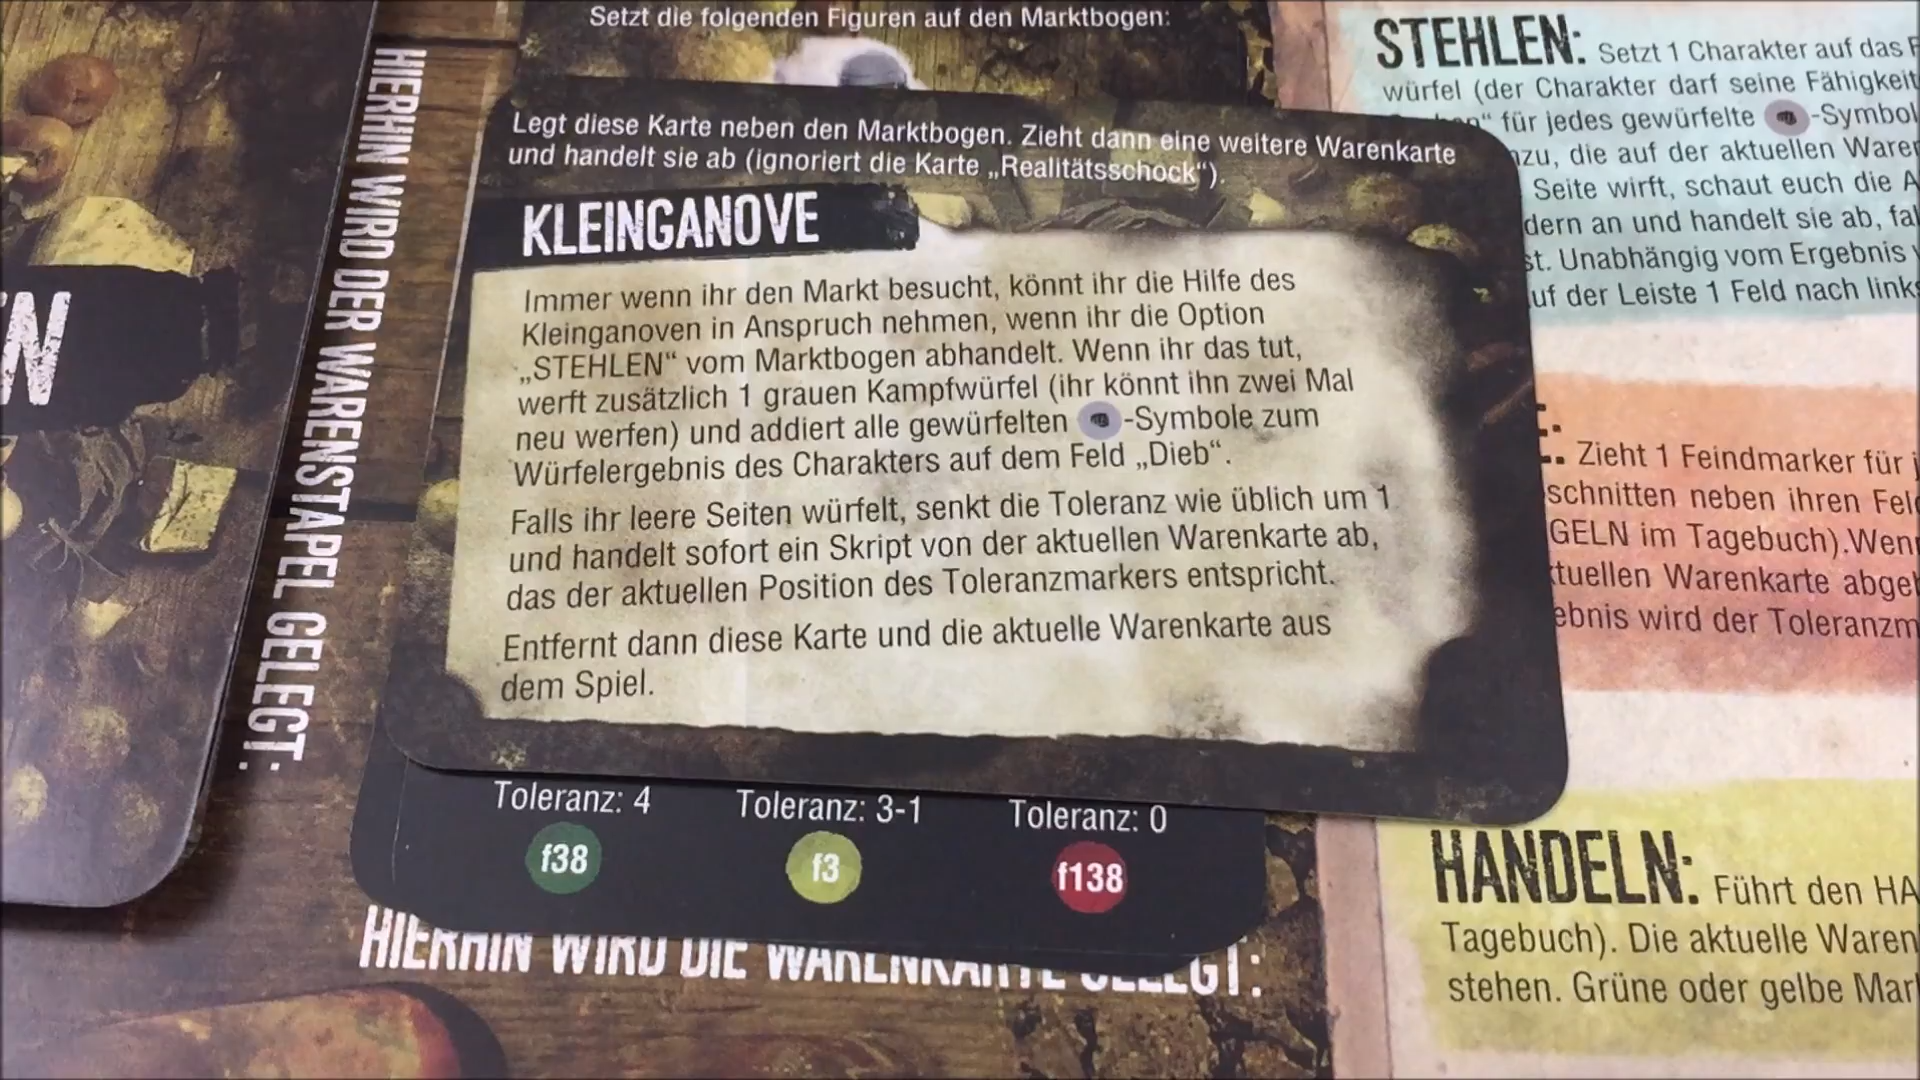 Setzt die folgenden Figuren auf den Marktbogen:
Legt diese Karte neben den Marktbogen. Zieht dann eine weitere Warenkarte
und handelt sie ab (ignoriert die Karte „Realitätsschock“).
KLEINGANOVE
Immer wenn ihr den Markt besucht, könnt ihr die Hilfe des
Kleinganoven in Anspruch nehmen, wenn ihr die Option
„STEHLEN“ vom Marktbogen abhandelt. Wenn ihr das tut,
werft zusätzlich 1 grauen Kampfwürfel (ihr könnt ihn zwei Mal
neu werfen) und addiert alle gewürfelten -Symbole zum
Würfelergebnis des Charakters auf dem Feld „Dieb“.
Falls ihr leere Seiten würfelt, senkt die Toleranz wie üblich um 1
und handelt sofort ein Skript von der aktuellen Warenkarte ab,
das der aktuellen Position des Toleranzmarkers entspricht.
Entfernt dann diese Karte und die aktuelle Warenkarte aus
dem Spiel.
Toleranz: 4 Toleranz: 3-1 Toleranz: 0
f38 f3 f138
HIERHIN WIRD DIE WARENKARTE GELEGT:
HIERHIN WIRD DER WARENSTAPEL GELEGT:
N
STEHLEN: Setzt 1 Charakter auf das F
würfel (der Charakter darf seine Fähigkeit
“ für jedes gewürfelte -Symbol
zu, die auf der aktuellen Waren
Seite wirft, schaut euch die A
dern an und handelt sie ab, fal
st. Unabhängig vom Ergebnis
uf der Leiste 1 Feld nach links
Zieht 1 Feindmarker für j
schnitten neben ihren Feld
GELN im Tagebuch).Wenn
tuellen Warenkarte abge
ebnis wird der Toleranzm
HANDELN: Führt den HA
Tagebuch). Die aktuelle Waren
stehen. Grüne oder gelbe Mar